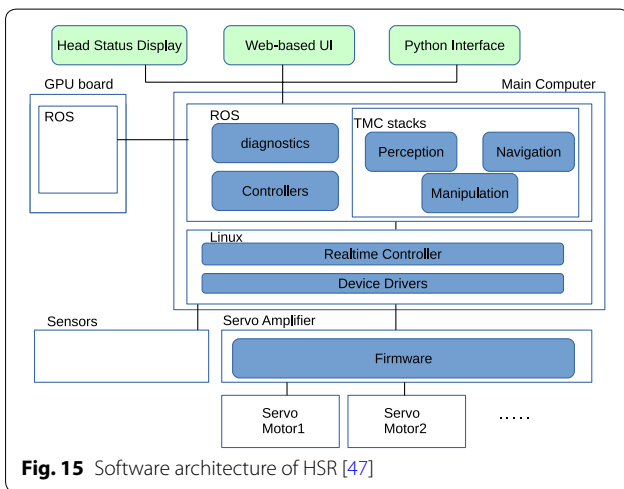 Head Status Display
Web-based UI
Python Interface
GPU board
Main Computer
ROS
ROS
TMC stacks
diagnostics
Perception
Navigation
Controllers
Manipulation
Linux
Realtime Controller
Device Drivers
Sensors
Servo Amplifier
Firmware
Servo
Motor1
Servo
Motor2
.....
Fig. 15 Software architecture of HSR [47]